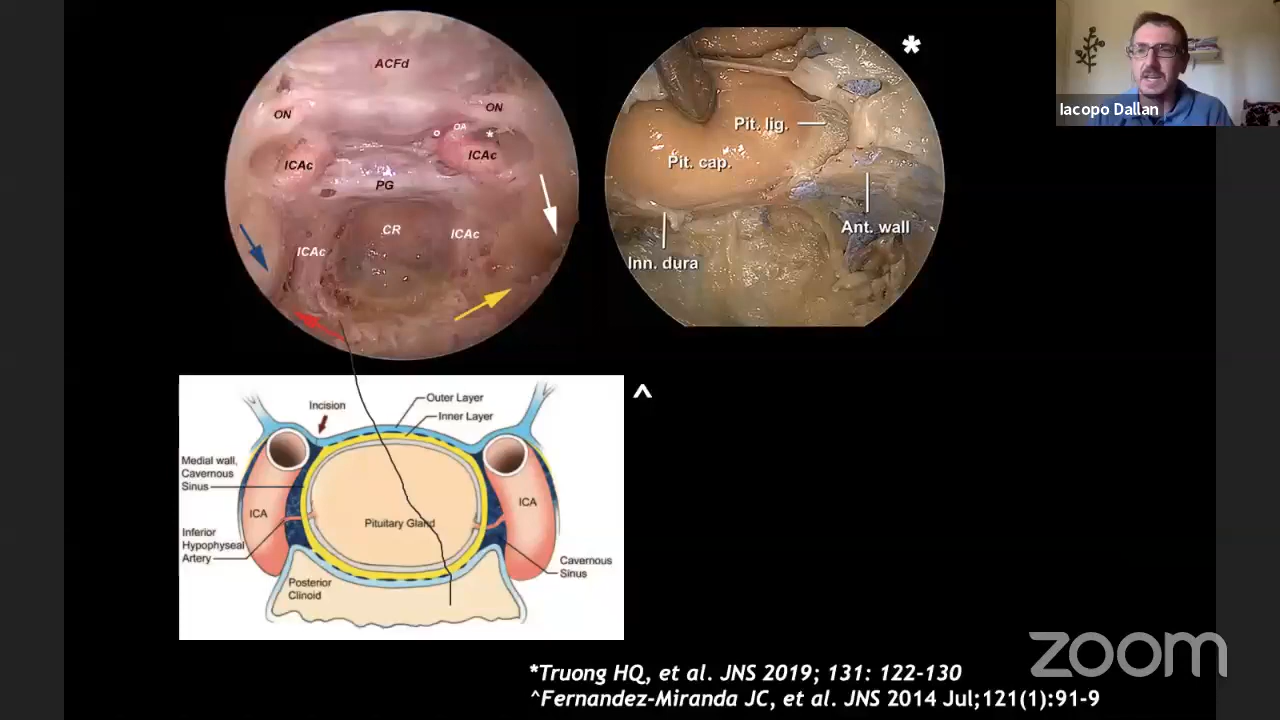 ACFd
ON
ON
OA
*
ICAc
ICAc
PG
CR
ICAc
ICAc
*
Pit. lig.
Pit. cap.
Ant. wall
Inn. dura
Iacopo Dallan
Incision
Outer Layer
Inner Layer
Medial wall,
Cavernous
Sinus
ICA
ICA
Pituitary Gland
Inferior
Hypophyseal
Artery
Cavernous
Sinus
Posterior
Clinoid
^
zoom
*Truong HQ, et al. JNS 2019; 131: 122-130
^Fernandez-Miranda JC, et al. JNS 2014 Jul;121(1):91-9